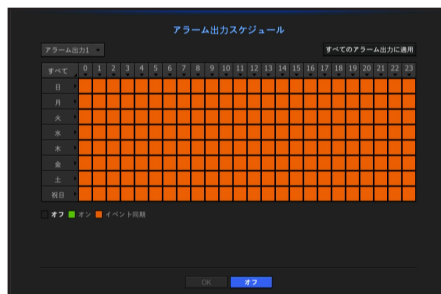 アラーム出力スケジュール
アラーム出力1 すべてのアラーム出力に適用
すべて 0 1 2 3 4 5 6 7 8 9 10 11 12 13 14 15 16 17 18 19 20 21 22 23
日
月
火
水
木
金
土
祝日
オフ オン イベント同期
OK オフ